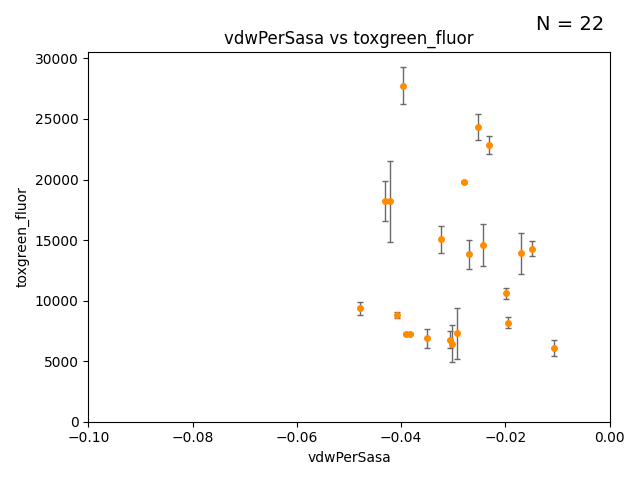 N = 22
vdwPerSasa vs toxgreen_fluor
30000
25000
20000
15000
10000
5000
0
toxgreen_fluor
−0.10 −0.08 −0.06 −0.04 −0.02 0.00
vdwPerSasa